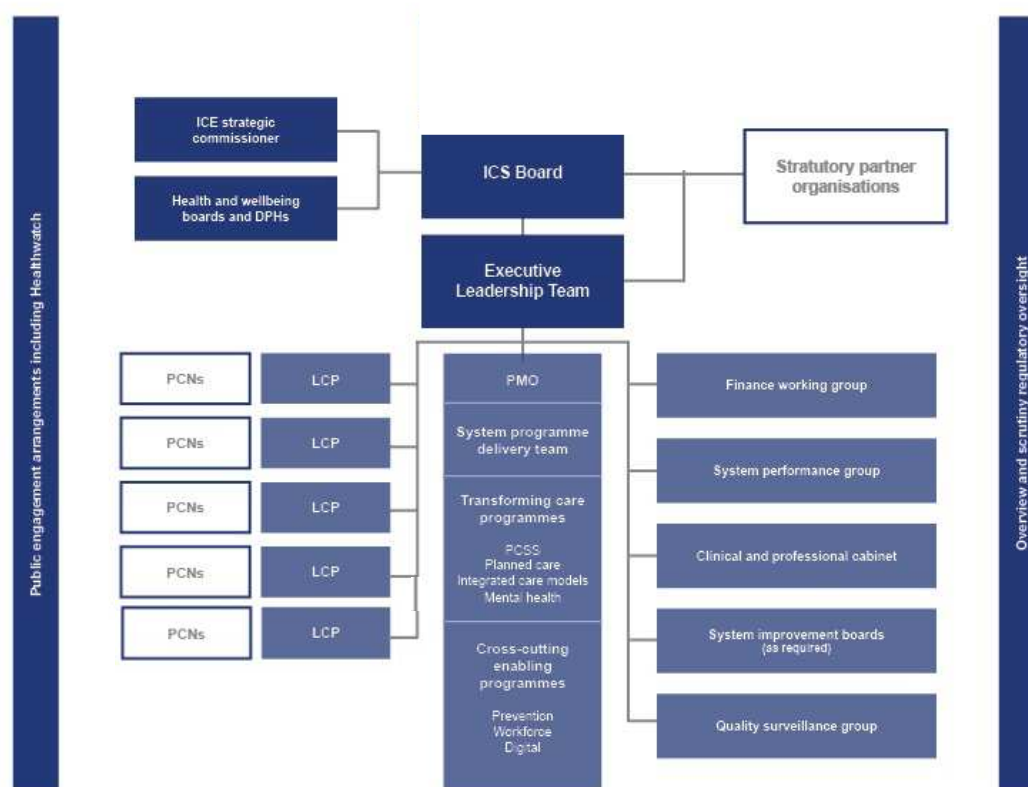 Public engagement arrangements including Healthwatch
ICE strategic
commissioner
Health and wellbeing
boards and DPHs
ICS Board
Stratutory partner
organisations
Executive
Leadership Team
PCNs
LCP
PCNs
LCP
PCNs
LCP
PCNs
LCP
PCNs
LCP
PMO
System programme
delivery team
Transforming care
programmes
PCSS
Planned care
Integrated care models
Mental health
Cross-cutting
enabling
programmes
Prevention
Workforce
Digital
Finance working group
System performance group
Clinical and professional cabinet
System improvement boards
(as required)
Quality surveillance group
Overview and scrutiny regulatory oversight